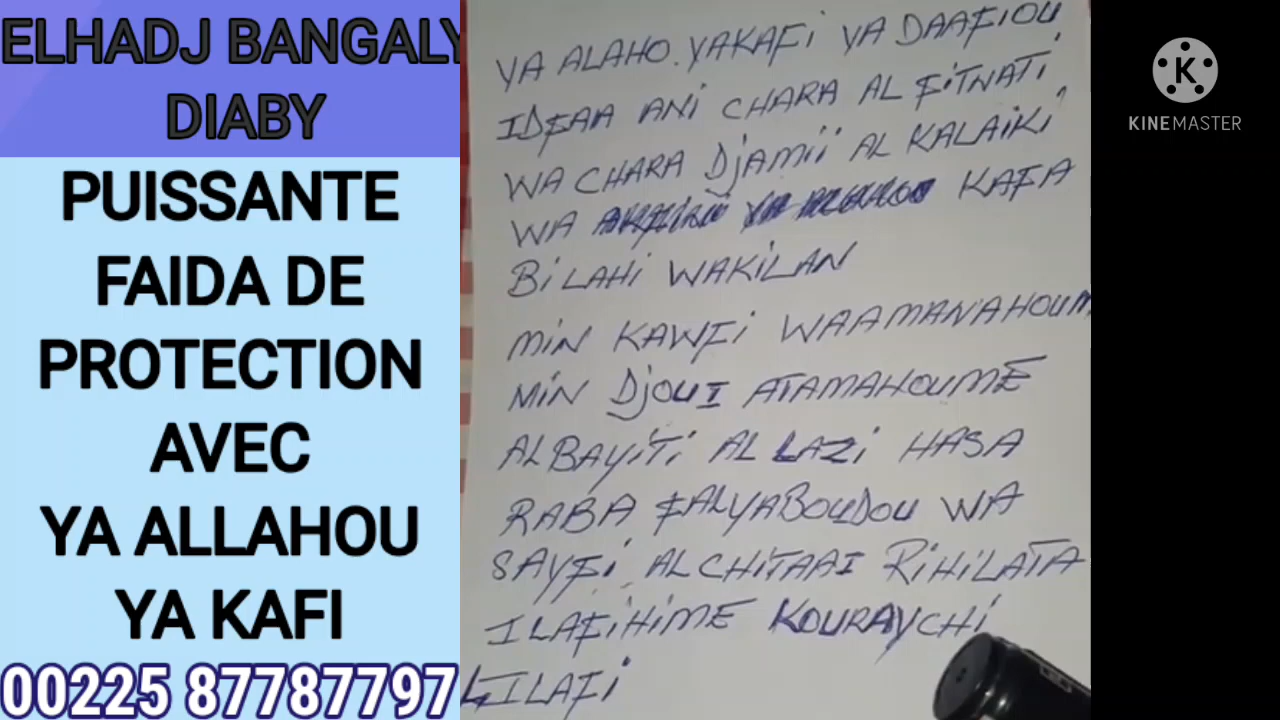 ELHADJ BANGALY
DIABY
PUISSANTE
FAIDA DE
PROTECTION
AVEC
YA ALLAHOU
YA KAFI
00225 87787797
YA ALAHO. YAKAFI YA DAAFIOU
IDFAA ANI CHARA AL FITNATI
WA CHARA DJAMII AL KALAIKI
WA KAFA
BILAHI WAKILAN
MIN KAWFI WAAMANAHOUM
MIN DJOUI ATAMAHOUME
ALBAYITI AL LAZI HASA
RABA FALYABOUDOU WA
SAYFI ALCHITAAI RIHILATA
ILAFIHIME KOURAYCHI
LIILAFI
K
KINEMASTER